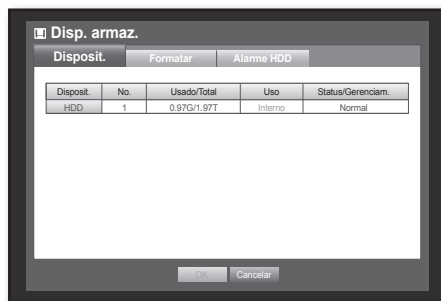 Disp. armaz.
Disposit. Formatar Alarme HDD
Disposit. No. Usado/Total Uso Status/Gerenciam.
HDD 1 0.97G/1.97T Interno Normal
OK Cancelar